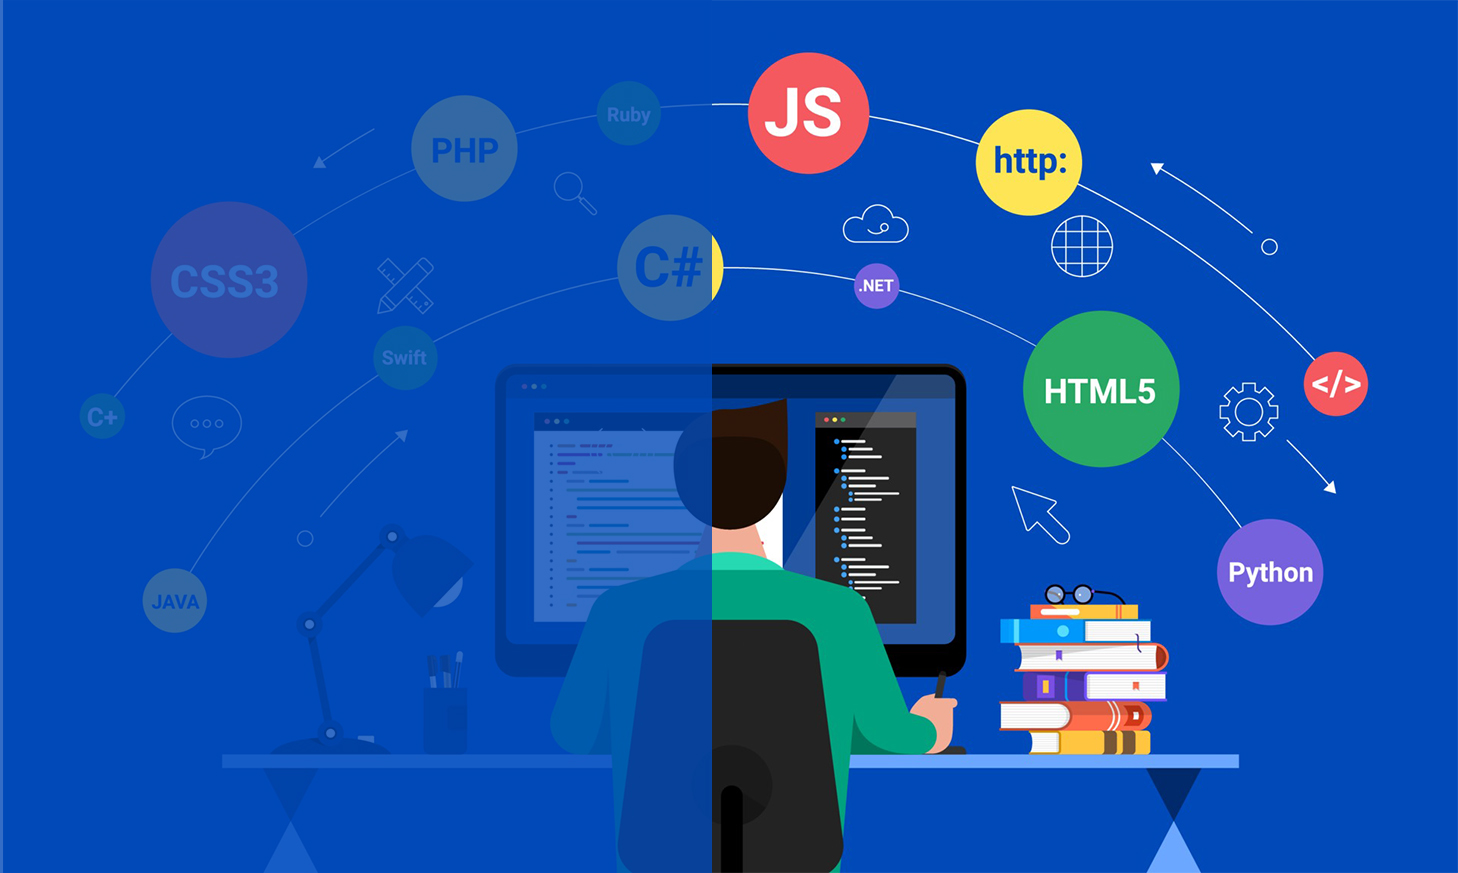 JS
Ruby
PHP
http:
C#
CSS3
.NET
Swift
HTML5
</>
C+
Python
JAVA